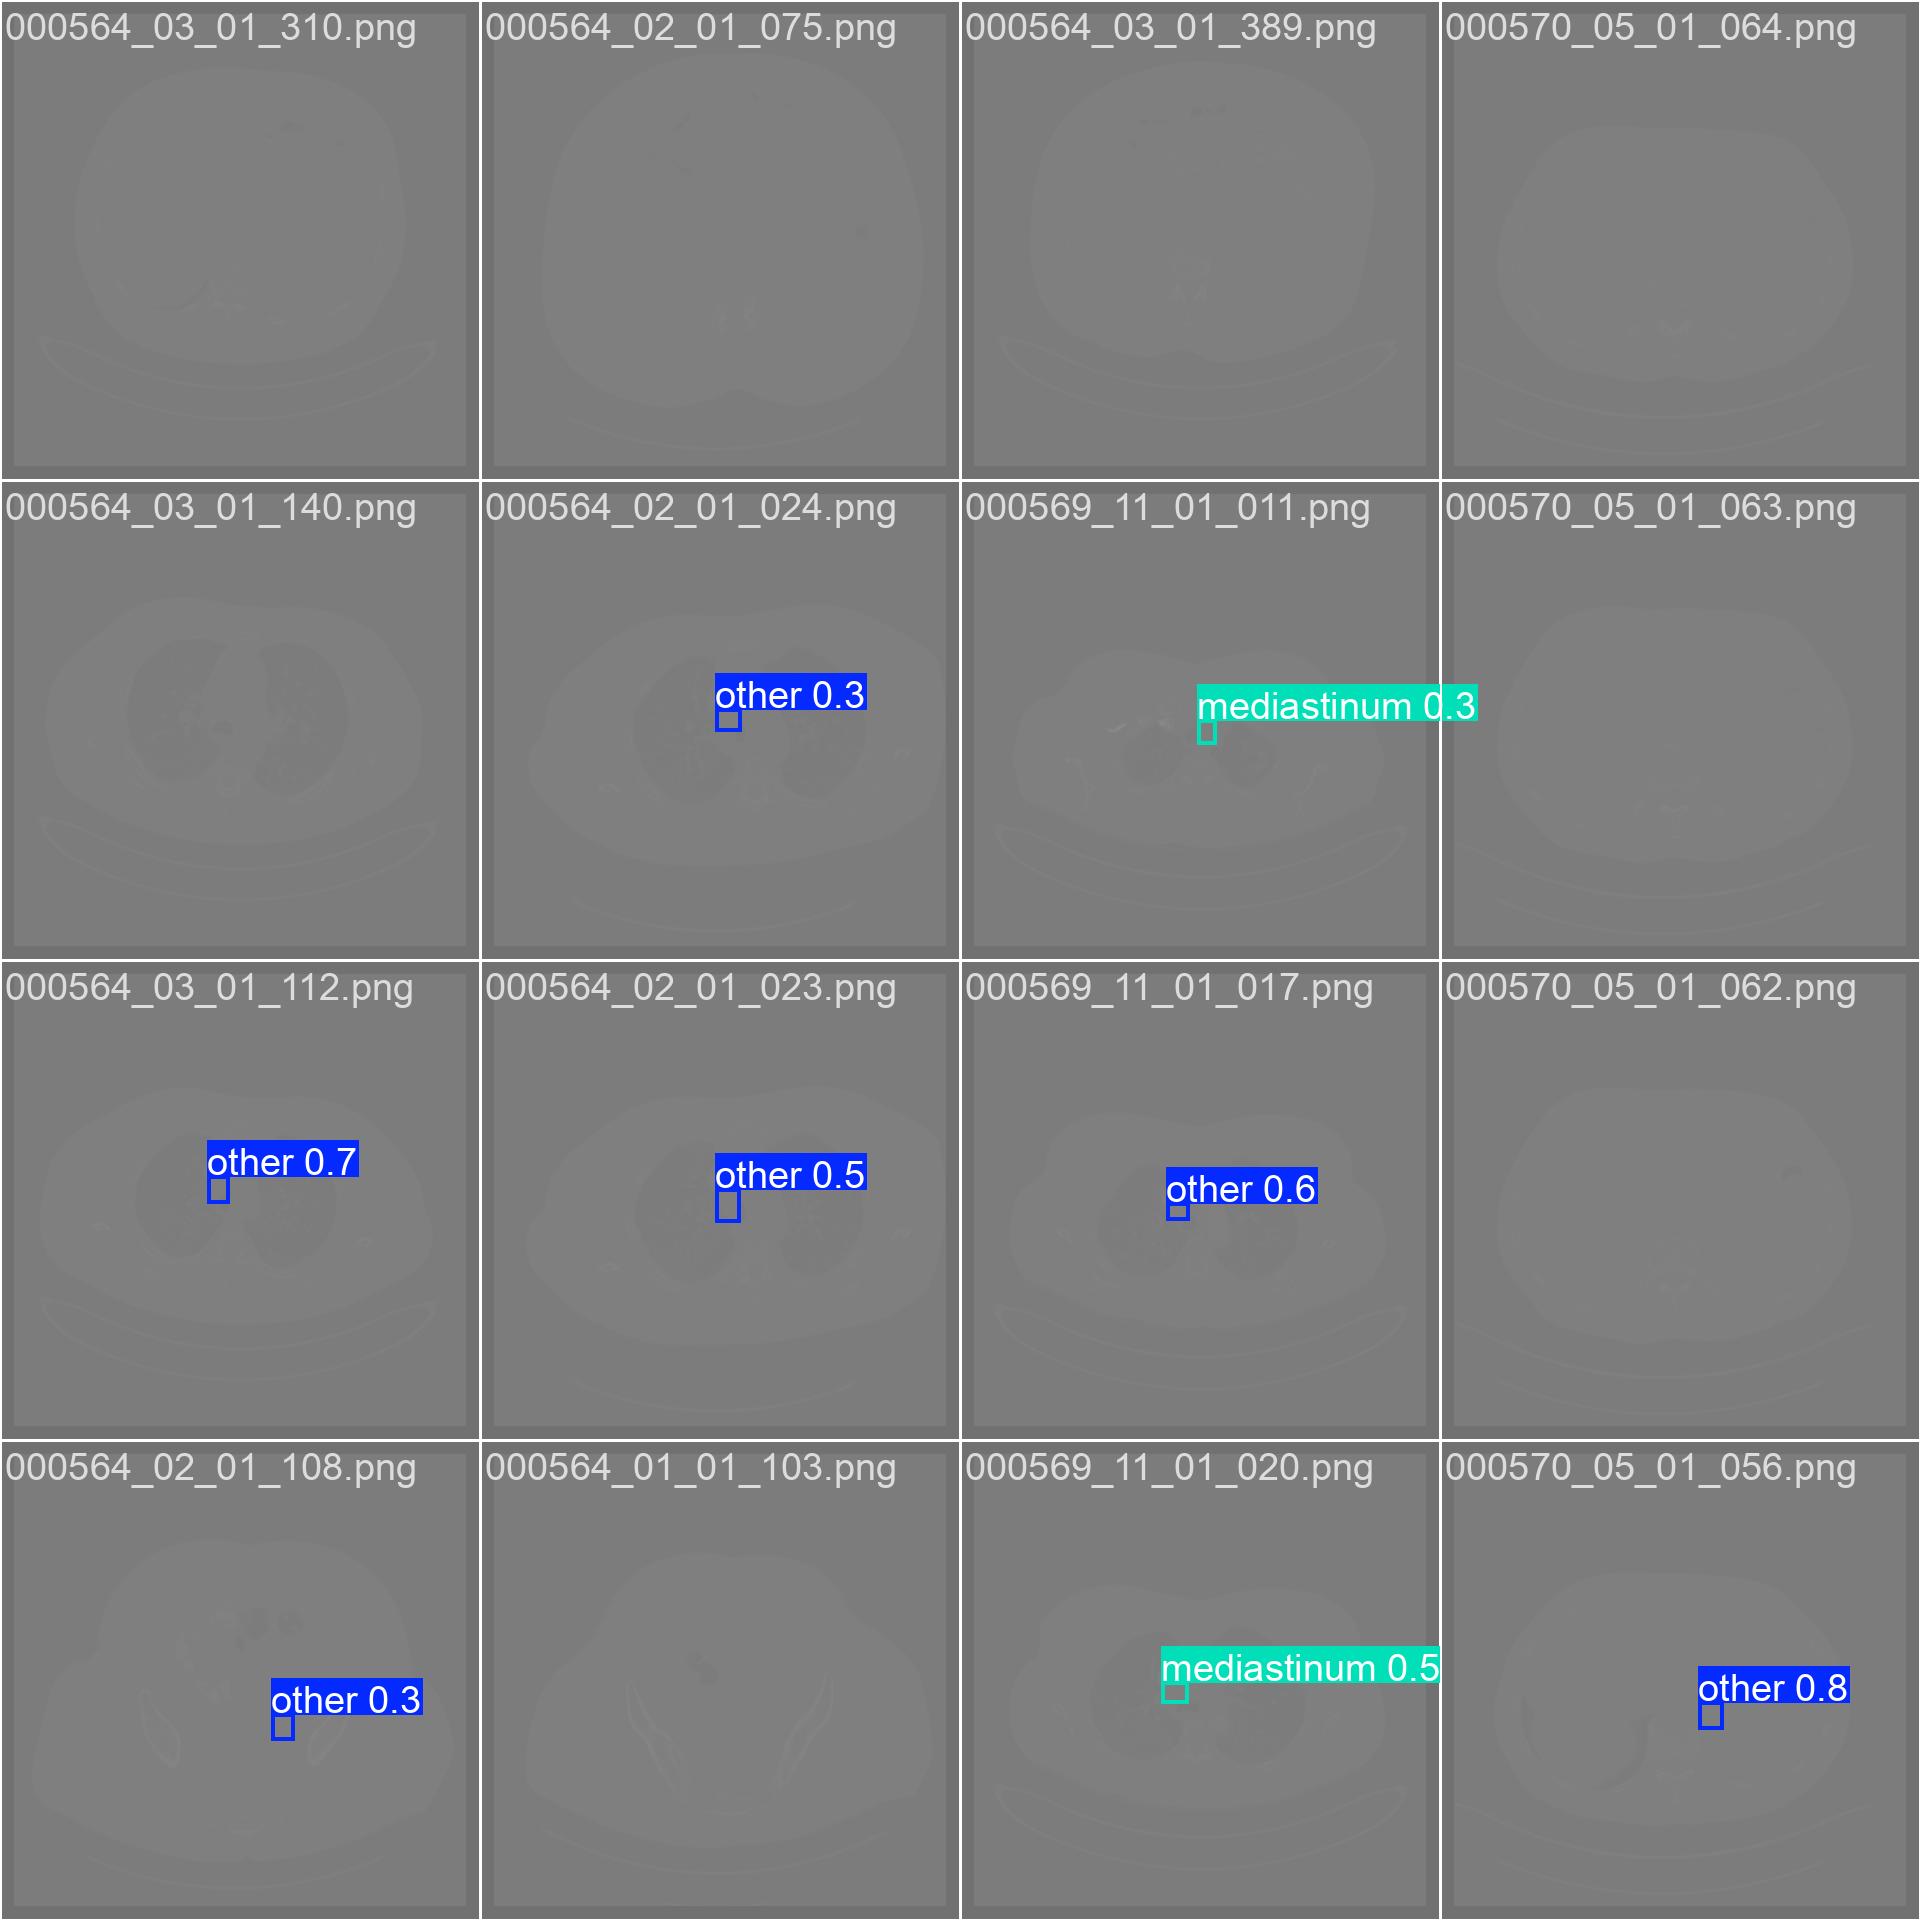 000564_03_01_310.png
000564_02_01_075.png
000564_03_01_389.png
000570_05_01_064.png
000564_03_01_140.png
000564_02_01_024.png
000569_11_01_011.png
000570_05_01_063.png
other 0.3
mediastinum 0.3
000564_03_01_112.png
000564_02_01_023.png
000569_11_01_017.png
000570_05_01_062.png
other 0.7
other 0.5
other 0.6
000564_02_01_108.png
000564_01_01_103.png
000569_11_01_020.png
000570_05_01_056.png
other 0.3
mediastinum 0.5
other 0.8